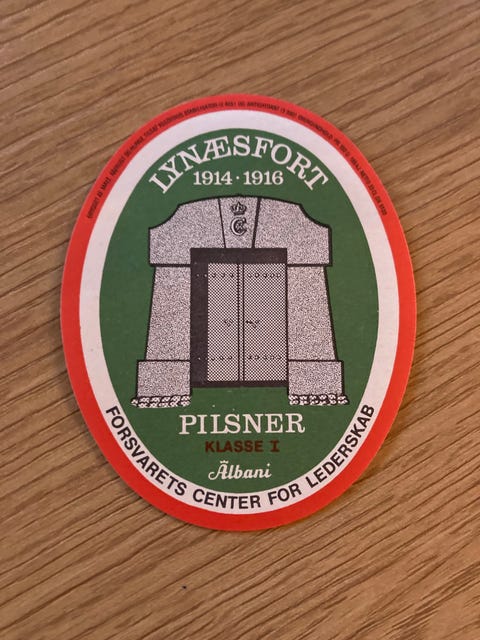 LYNÆSFORT
1914 · 1916
C
PILSNER
KLASSE I
Albani
FORSVARETS CENTER FOR LEDERSKAB